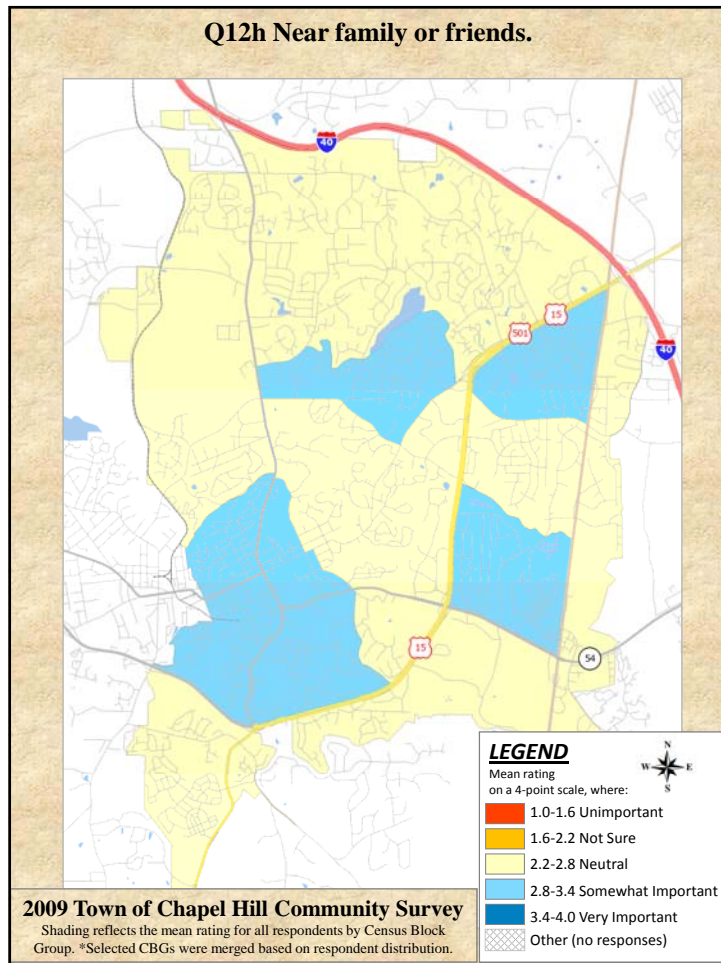 Q12h Near family or friends.
40
15
501
40
15
54
LEGEND
Mean rating
on a 4-point scale, where:
N
W E
S
1.0-1.6 Unimportant
1.6-2.2 Not Sure
2.2-2.8 Neutral
2.8-3.4 Somewhat Important
3.4-4.0 Very Important
Other (no responses)
2009 Town of Chapel Hill Community Survey
Shading reflects the mean rating for all respondents by Census Block
Group. *Selected CBGs were merged based on respondent distribution.